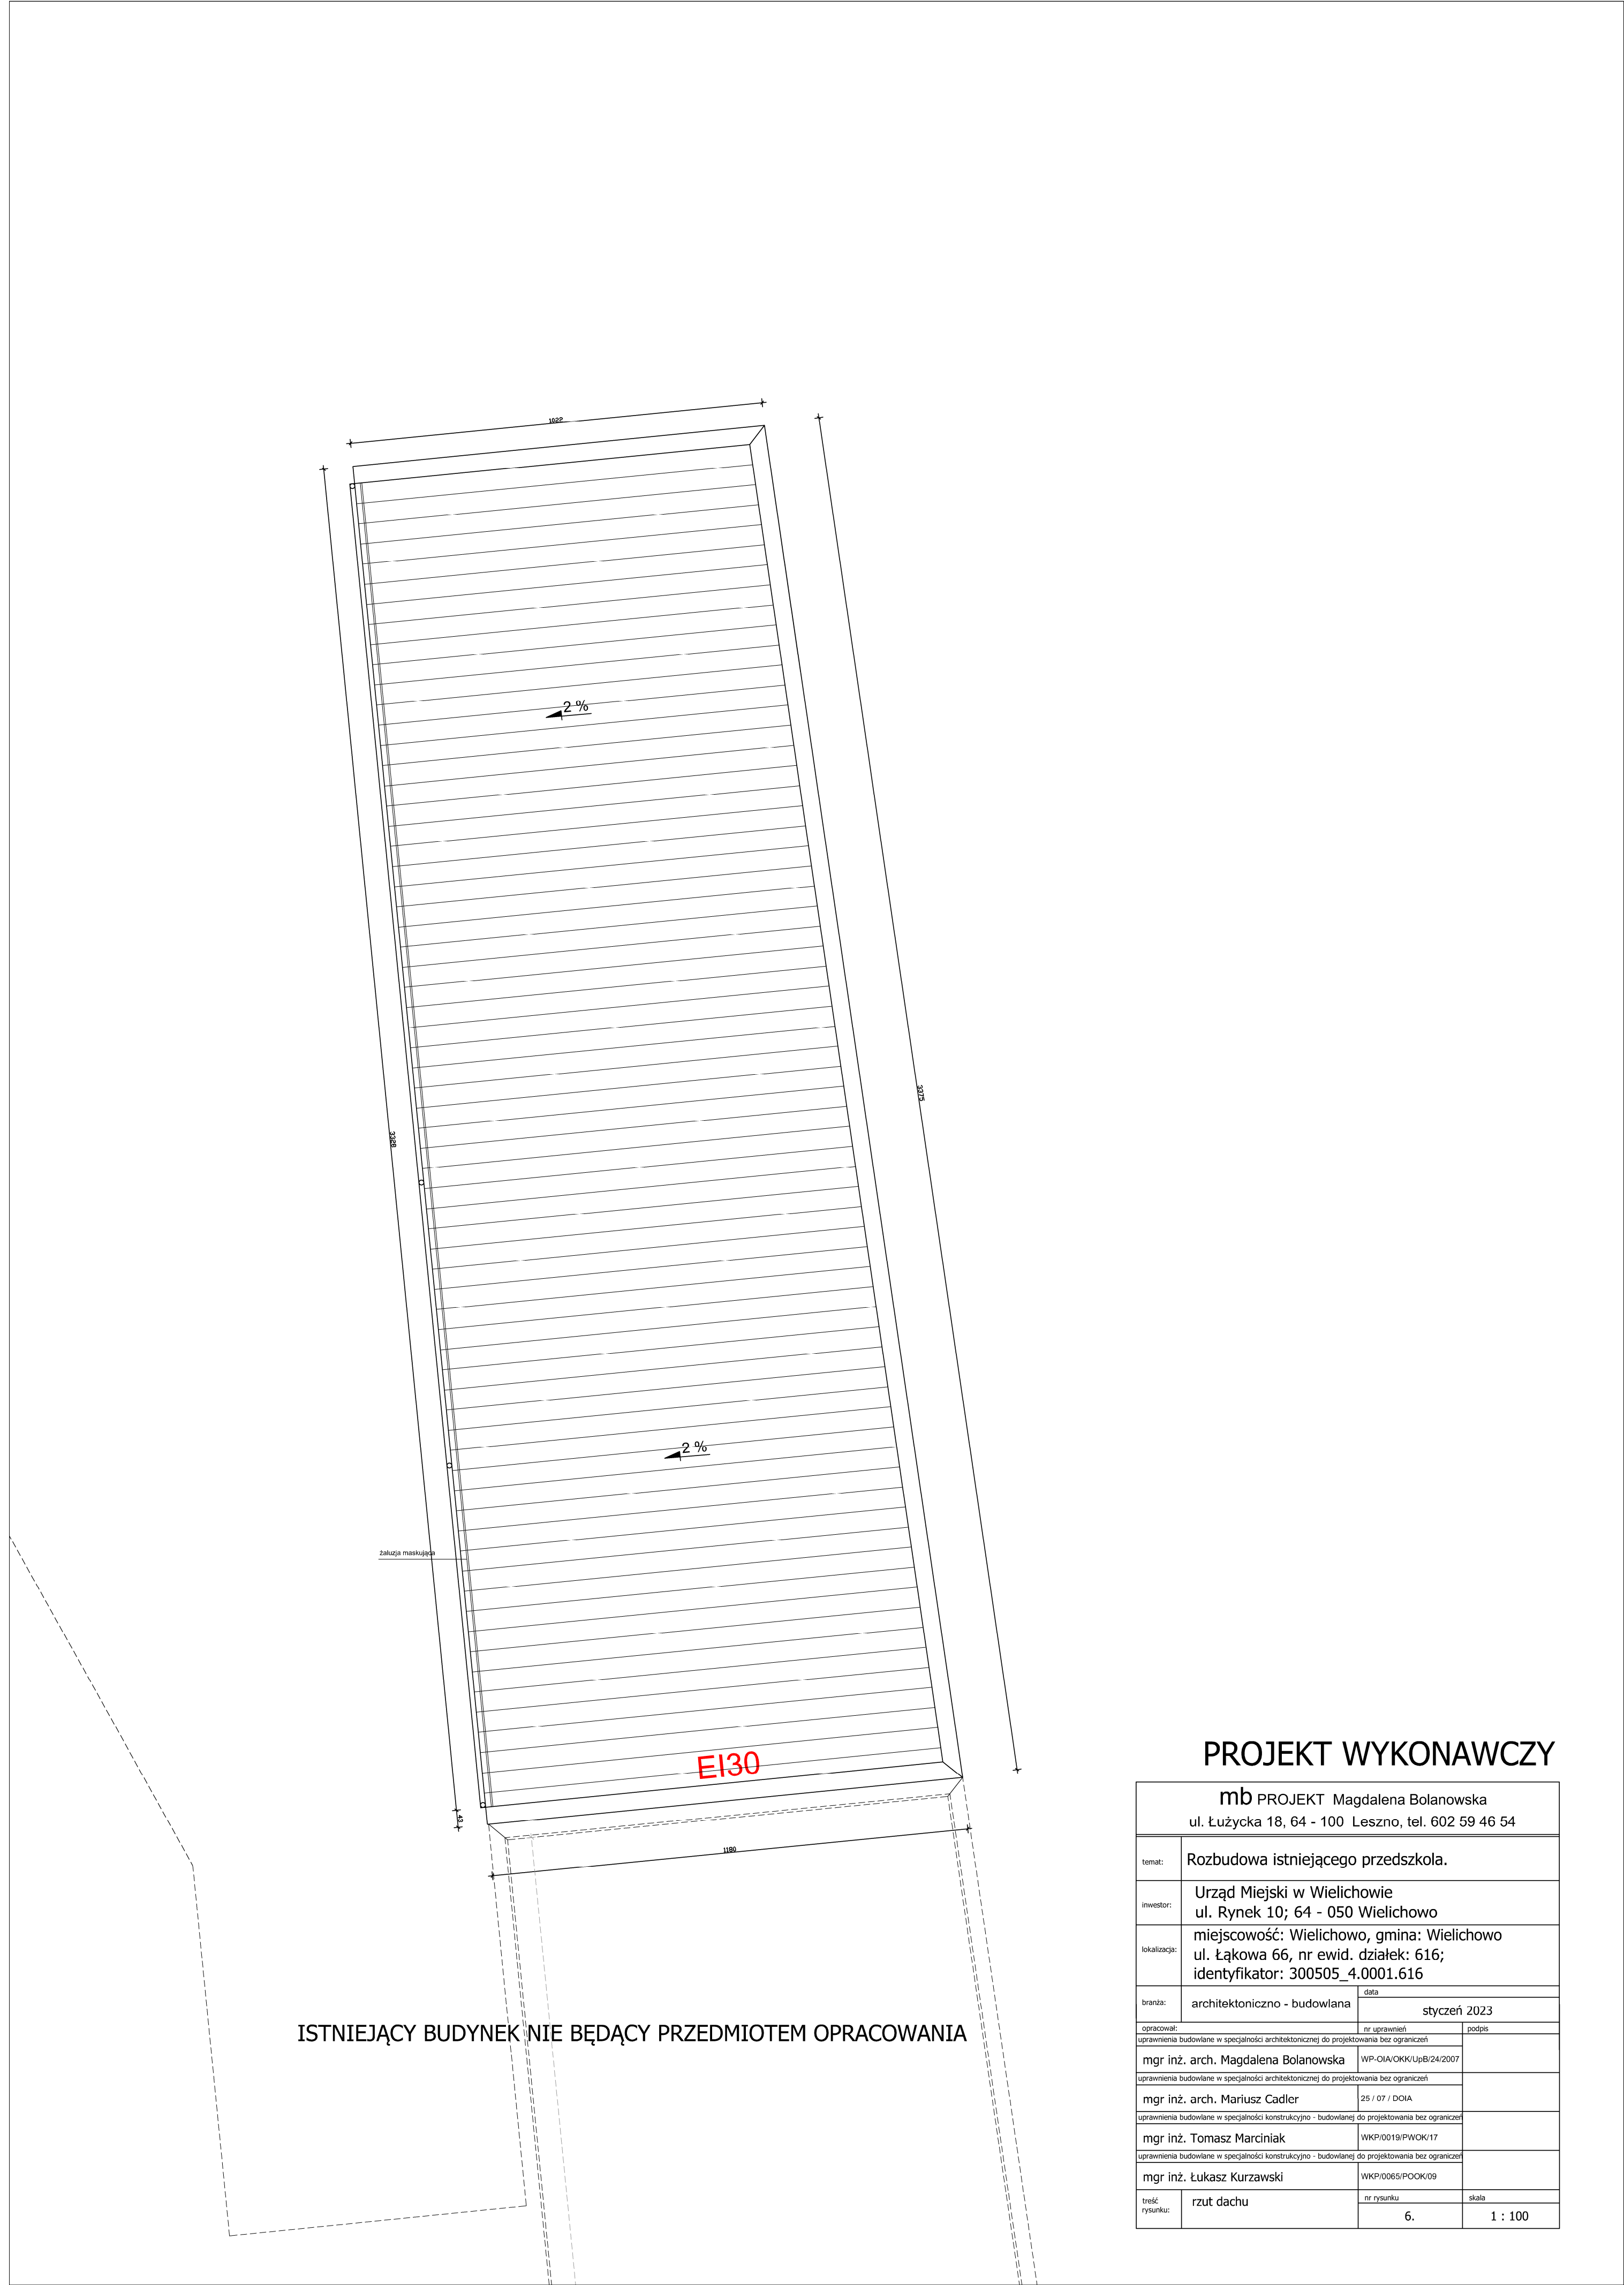 1022
3328
3375
2 %
2 %
żaluzja maskująca
EI30
43
1180
ISTNIEJĄCY BUDYNEK NIE BĘDĄCY PRZEDMIOTEM OPRACOWANIA
PROJEKT WYKONAWCZY
mb PROJEKT Magdalena Bolanowska
ul. Łużycka 18, 64 - 100 Leszno, tel. 602 59 46 54
temat:
Rozbudowa istniejącego przedszkola.
inwestor:
Urząd Miejski w Wielichowie
ul. Rynek 10; 64 - 050 Wielichowo
lokalizacja:
miejscowość: Wielichowo, gmina: Wielichowo
ul. Łąkowa 66, nr ewid. działek: 616;
identyfikator: 300505_4.0001.616
branża:
architektoniczno - budowlana
data
styczeń 2023
opracował:
nr uprawnień
podpis
uprawnienia budowlane w specjalności architektonicznej do projektowania bez ograniczeń
mgr inż. arch. Magdalena Bolanowska
WP-OIA/OKK/UpB/24/2007
uprawnienia budowlane w specjalności architektonicznej do projektowania bez ograniczeń
mgr inż. arch. Mariusz Cadler
25 / 07 / DOIA
uprawnienia budowlane w specjalności konstrukcyjno - budowlanej do projektowania bez ograniczeń
mgr inż. Tomasz Marciniak
WKP/0019/PWOK/17
uprawnienia budowlane w specjalności konstrukcyjno - budowlanej do projektowania bez ograniczeń
mgr inż. Łukasz Kurzawski
WKP/0065/POOK/09
treść
rysunku:
rzut dachu
nr rysunku
6.
skala
1 : 100